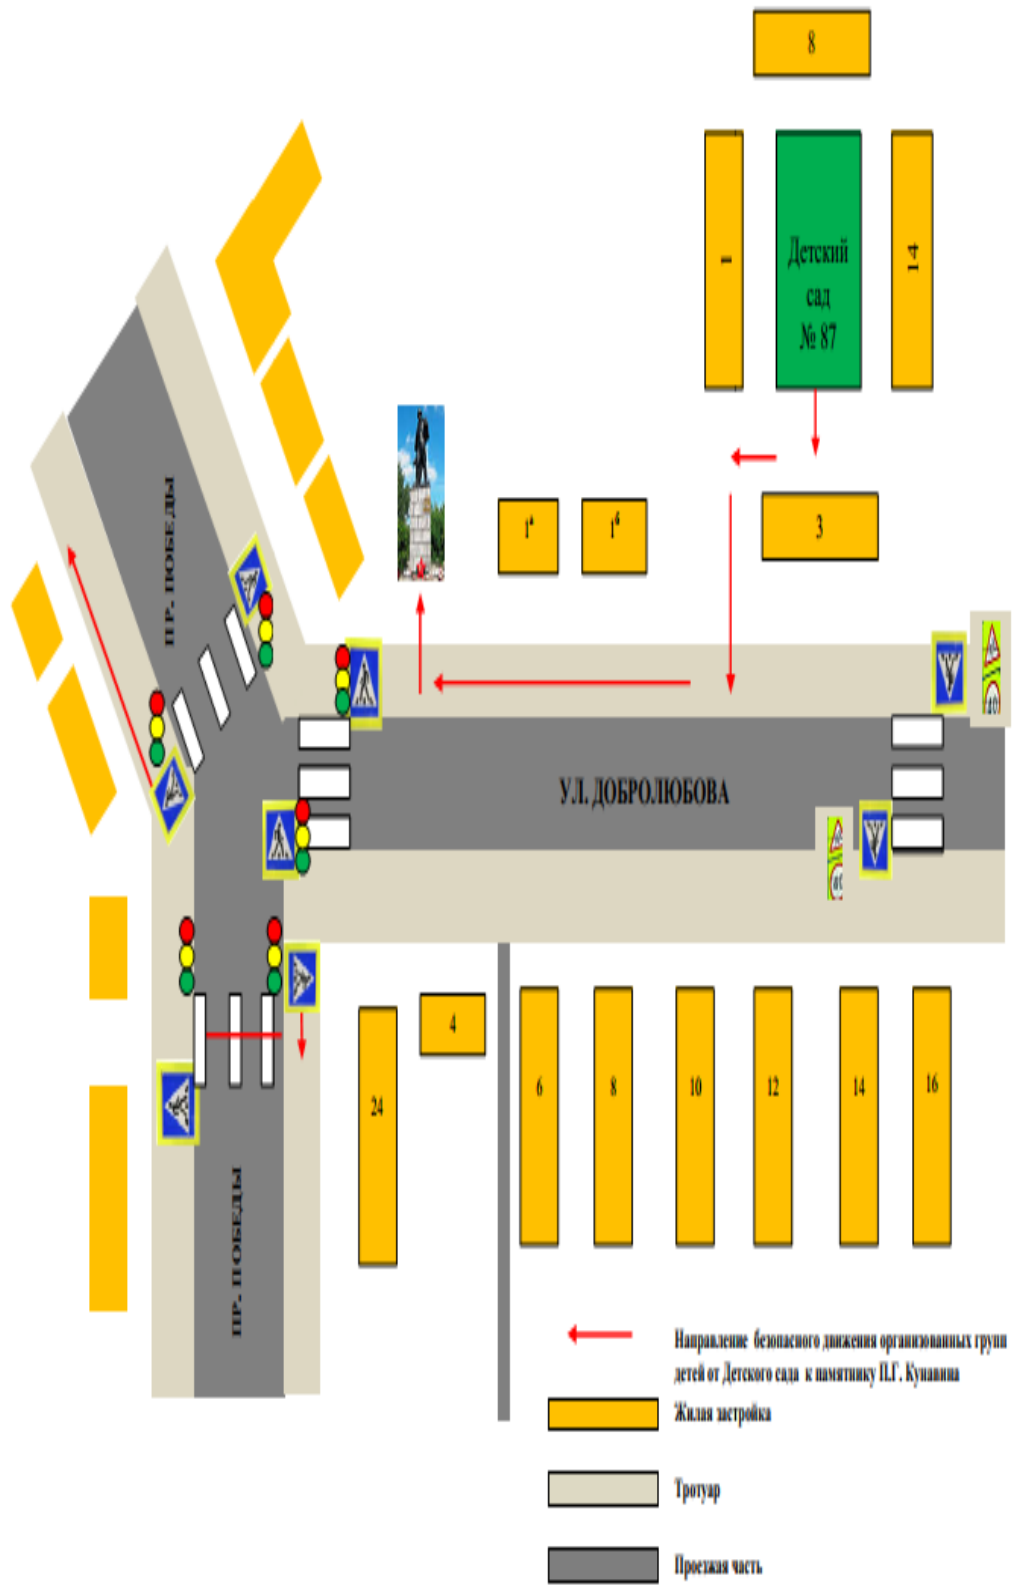 8
1
Детский
сад
№ 87
14
1а
1б
3
ПР. ПОБЕДЫ
УЛ. ДОБРОЛЮБОВА
4
24
6
8
10
12
14
16
ПР. ПОБЕДЫ
Направление безопасного движения организованных групп
детей от Детского сада к памятнику П.Г. Кунавина
Жилая застройка
Тротуар
Проезжая часть